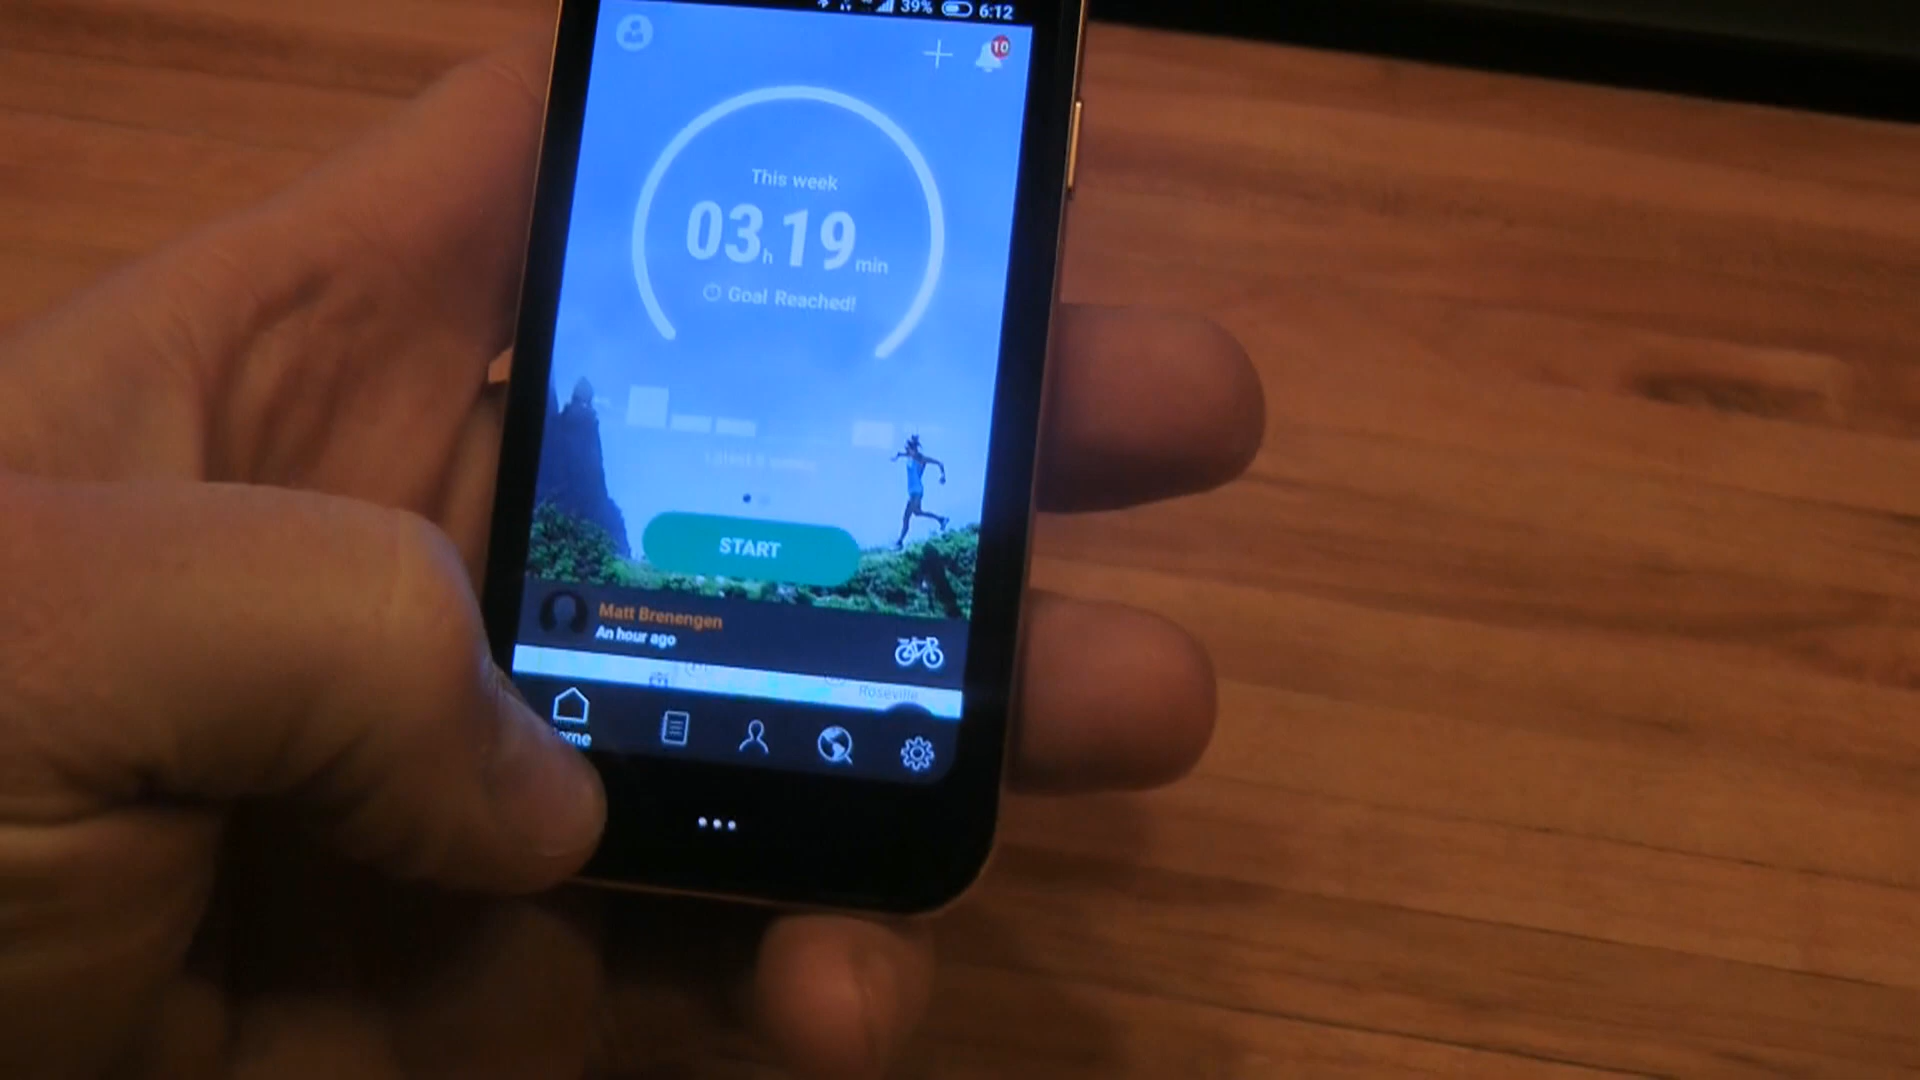 39% 6:12
10
This week
03h 19min
Goal Reached!
START
Matt Brenengen
An hour ago
Roseville